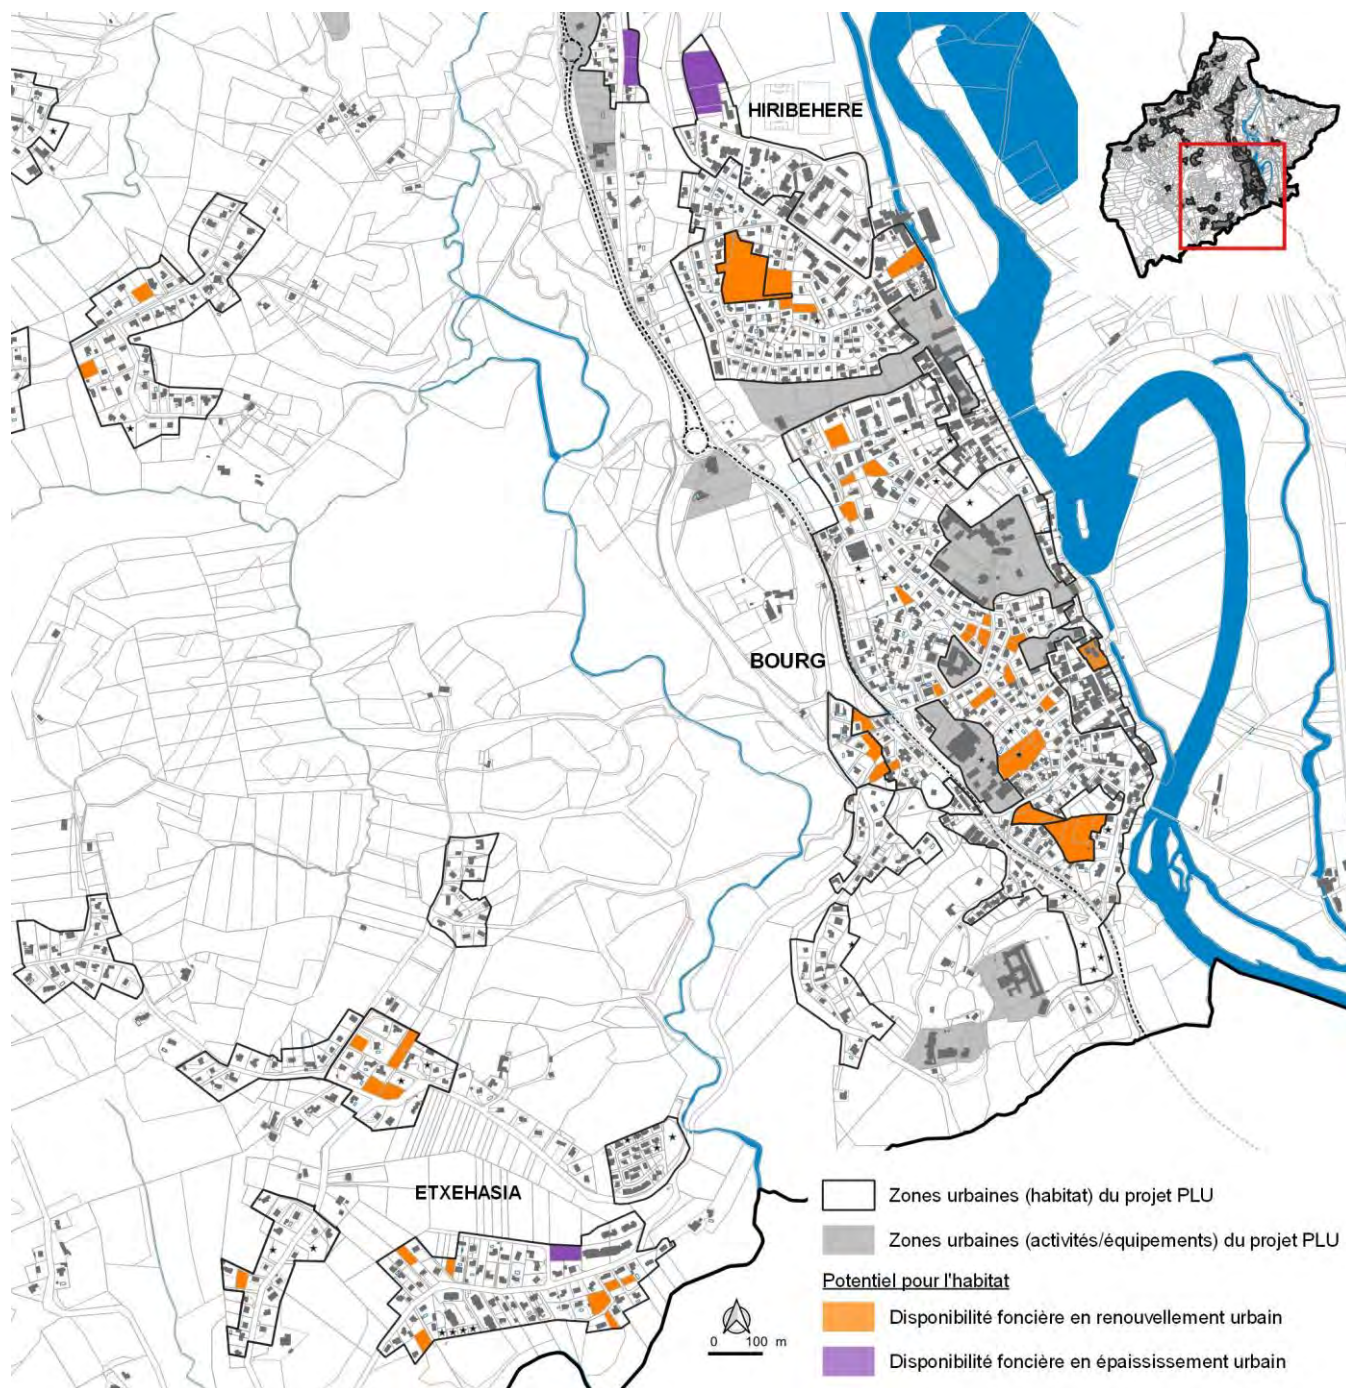 HIRIBEHERE
BOURG
ETXEHASIA
Zones urbaines (habitat) du projet PLU
Zones urbaines (activités/équipements) du projet PLU
Potentiel pour l'habitat
Disponibilité foncière en renouvellement urbain
Disponibilité foncière en épaississement urbain
0 100 m